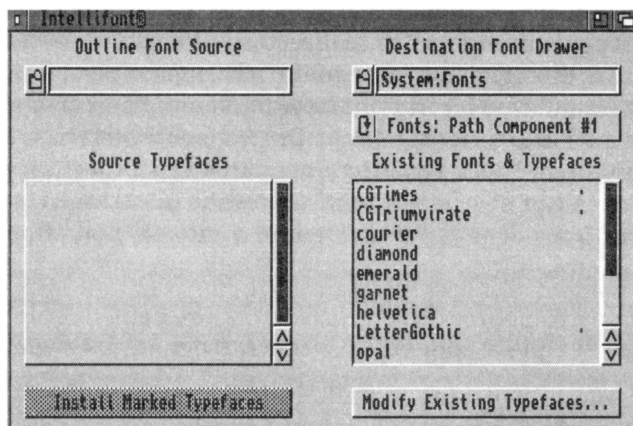 Intellifont®
Outline Font Source
Destination Font Drawer
System:Fonts
Fonts: Path Component #1
Source Typefaces
Existing Fonts & Typefaces
CGTimes :
CGTriumvirate :
courier
diamond
emerald
garnet
helvetica
LetterGothic :
opal
Install Marked Typefaces
Modify Existing Typefaces...